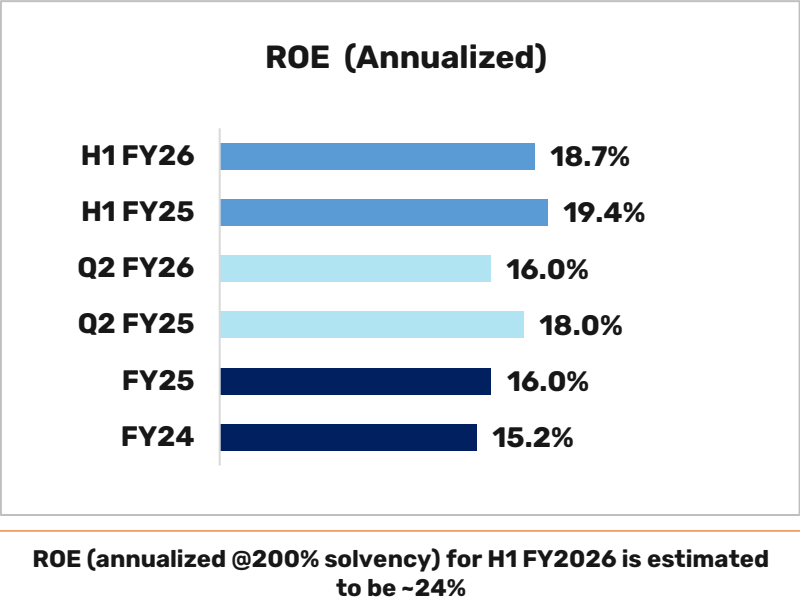 ROE (Annualized)
H1 FY26 18.7%
H1 FY25 19.4%
Q2 FY26 16.0%
Q2 FY25 18.0%
FY25 16.0%
FY24 15.2%
ROE (annualized @200% solvency) for H1 FY2026 is estimated
to be ~24%